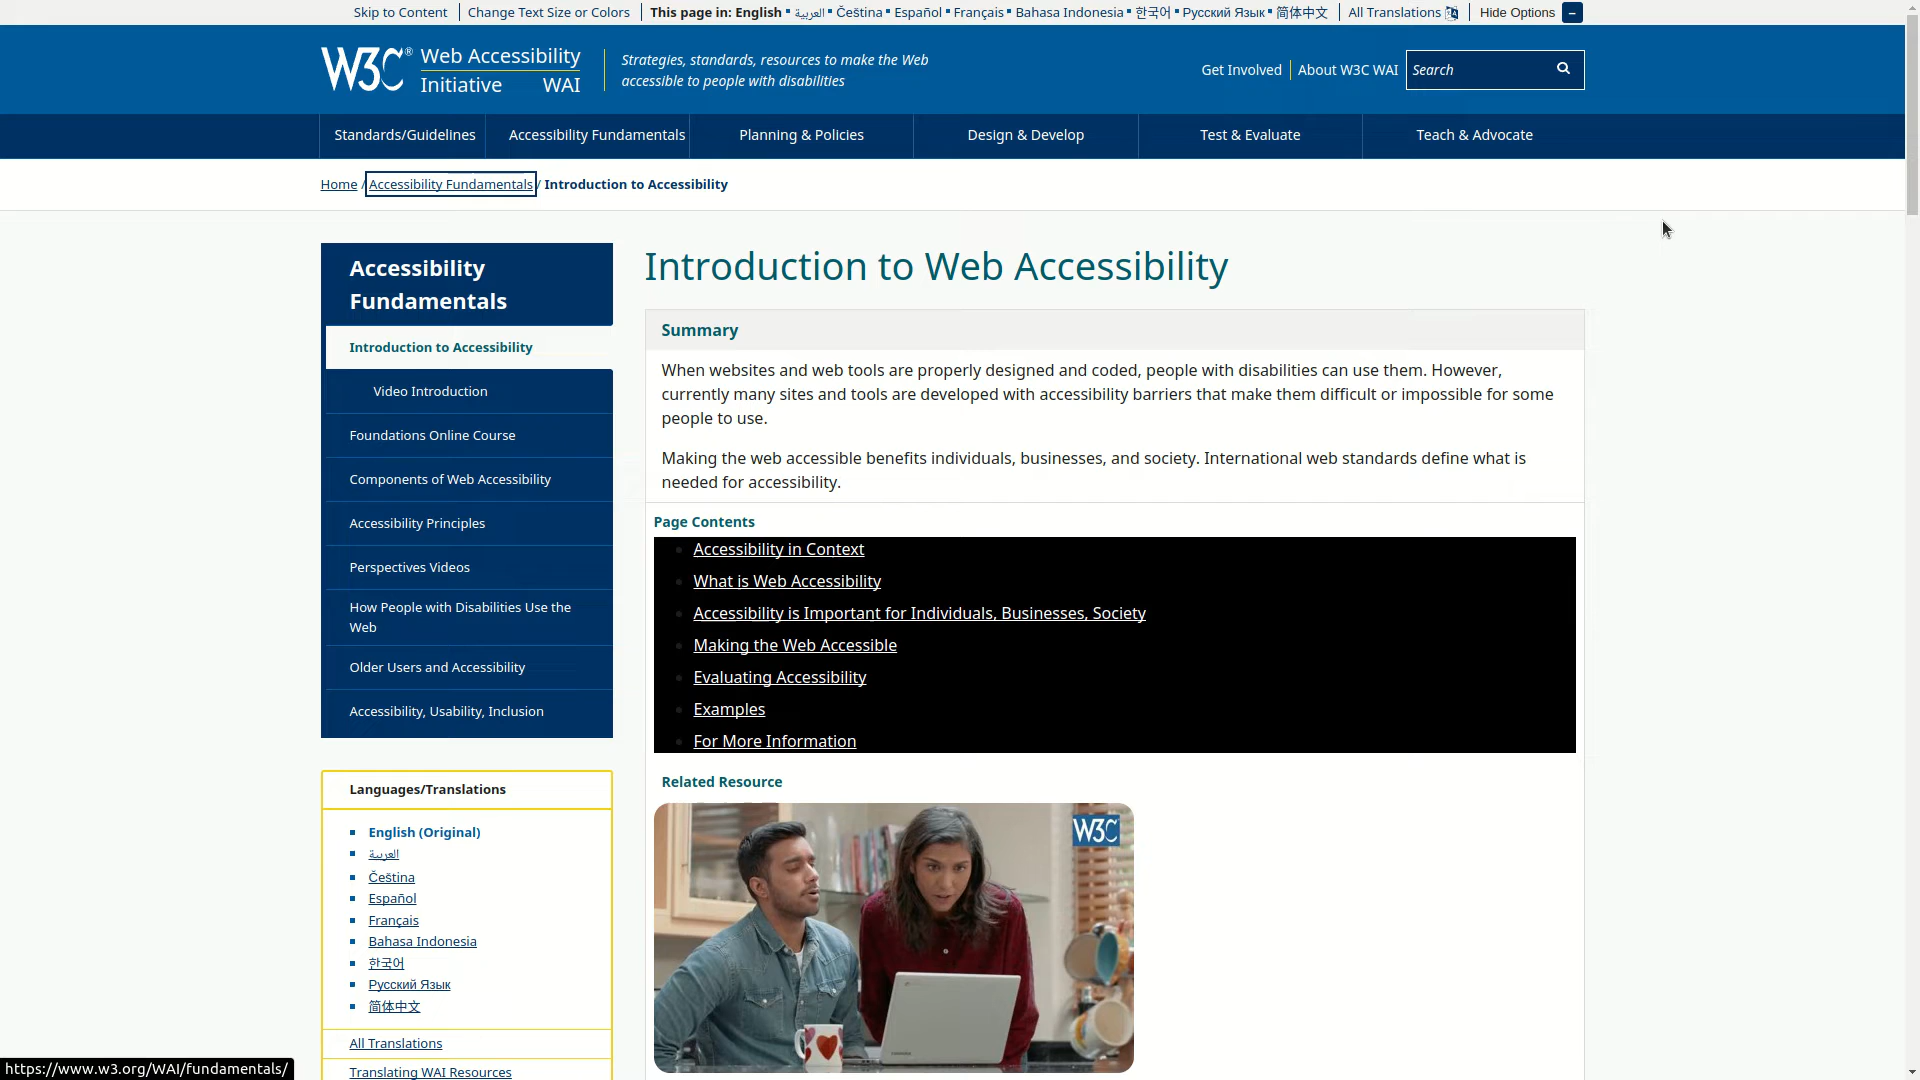 Skip to Content
Change Text Size or Colors
This page in: English
العربية
Čeština
Español
Français
Bahasa Indonesia
한국어
Русский Язык
简体中文
All Translations
Hide Options
W3C®
Web Accessibility
Initiative WAI
Strategies, standards, resources to make the Web
accessible to people with disabilities
Get Involved
About W3C WAI
Search
Standards/Guidelines
Accessibility Fundamentals
Planning & Policies
Design & Develop
Test & Evaluate
Teach & Advocate
Home / Accessibility Fundamentals / Introduction to Accessibility
Accessibility
Fundamentals
Introduction to Accessibility
Video Introduction
Foundations Online Course
Components of Web Accessibility
Accessibility Principles
Perspectives Videos
How People with Disabilities Use the
Web
Older Users and Accessibility
Accessibility, Usability, Inclusion
Languages/Translations
English (Original)
العربية
Čeština
Español
Français
Bahasa Indonesia
한국어
Русский Язык
简体中文
All Translations
Translating WAI Resources
Introduction to Web Accessibility
Summary
When websites and web tools are properly designed and coded, people with disabilities can use them. However,
currently many sites and tools are developed with accessibility barriers that make them difficult or impossible for some
people to use.
Making the web accessible benefits individuals, businesses, and society. International web standards define what is
needed for accessibility.
Page Contents
Accessibility in Context
What is Web Accessibility
Accessibility is Important for Individuals, Businesses, Society
Making the Web Accessible
Evaluating Accessibility
Examples
For More Information
Related Resource
W3C
https://www.w3.org/WAI/fundamentals/